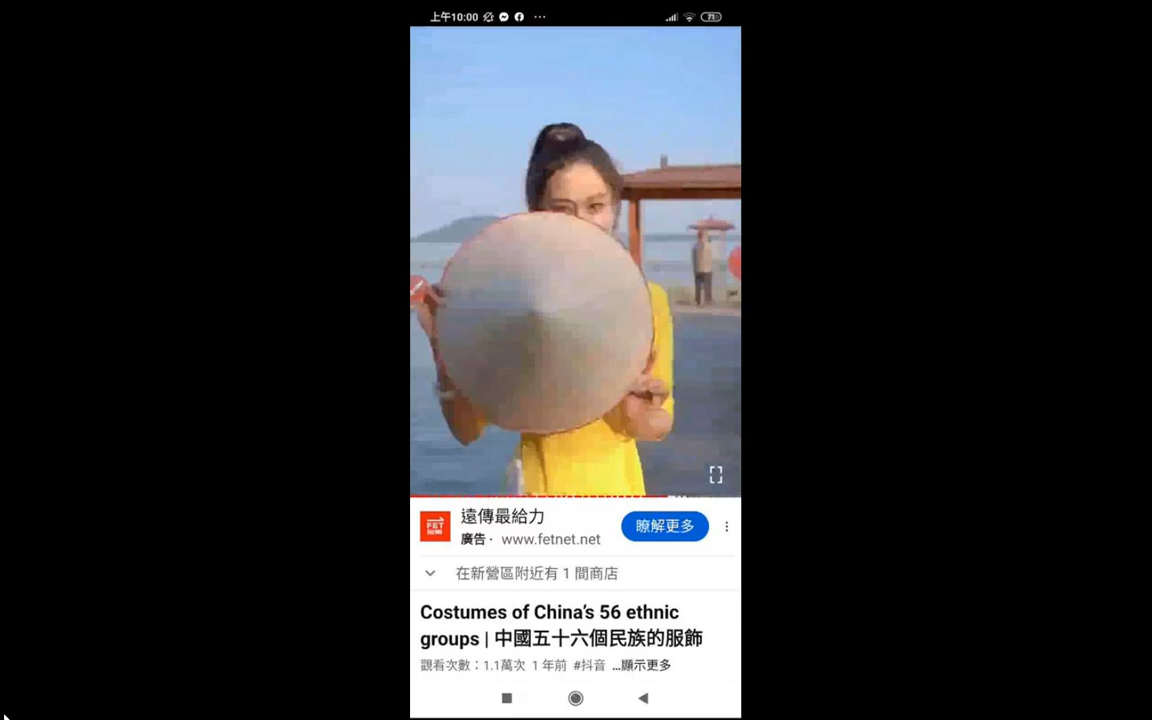 上午10:00
71
FET
遠傳最給力
廣告· www.fetnet.net
瞭解更多
在新營區附近有 1 間商店
Costumes of China's 56 ethnic
groups | 中國五十六個民族的服飾
觀看次數：1.1萬次 1 年前 #抖音 ...顯示更多